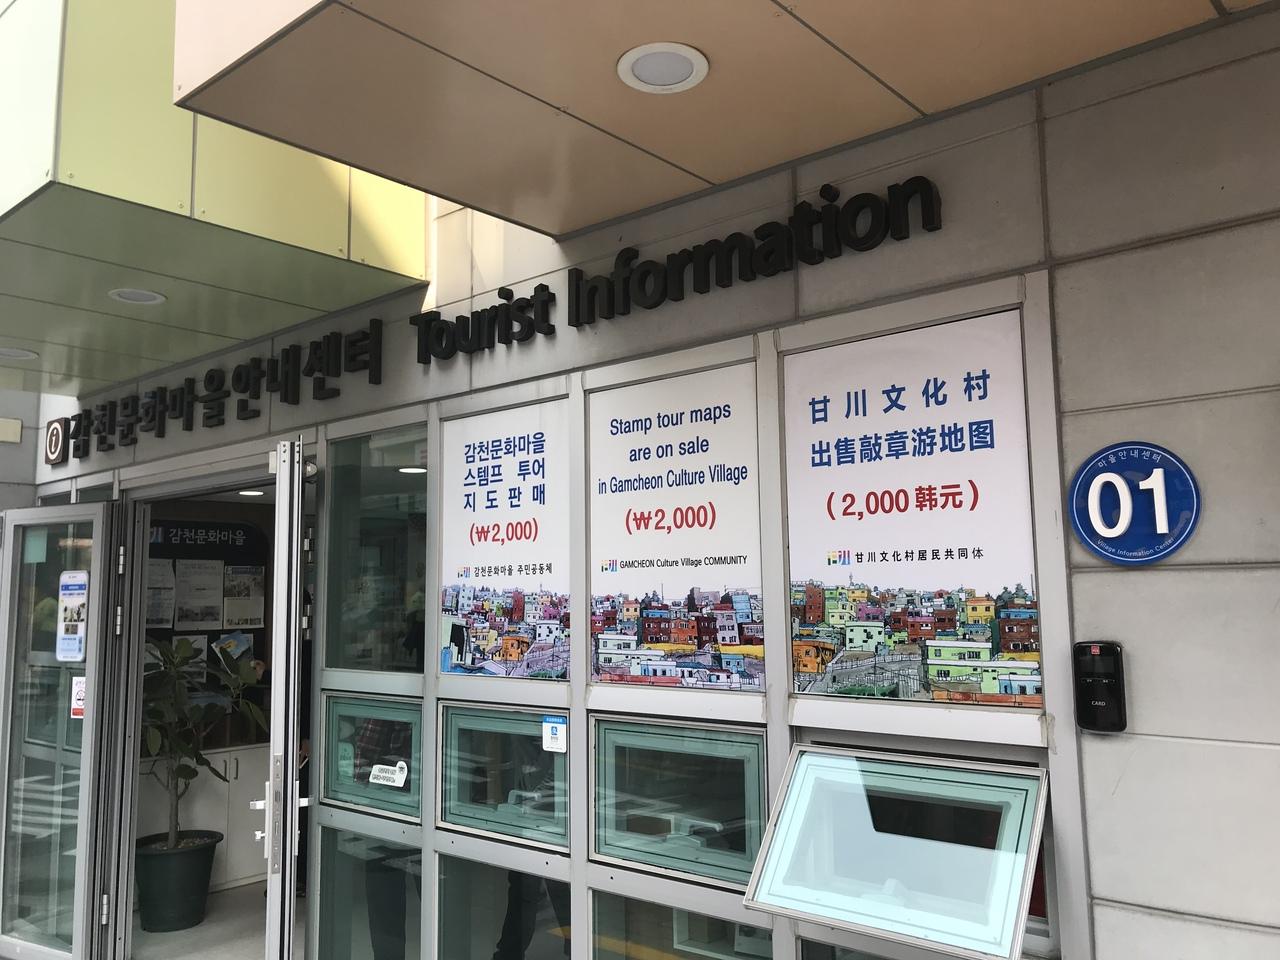 감천문화마을안내센터 Tourist Information
감천문화마을
감천문화마을
스템프 투어
지도판매
(₩2,000)
감천문화마을 주민공동체
Stamp tour maps
are on sale
in Gamcheon Culture Village
(₩2,000)
GAMCHEON Culture Village COMMUNITY
甘川文化村
出售敲章游地图
(2,000 韩元)
甘川文化村居民共同体
마을안내센터
01
Village Information Center
CARD